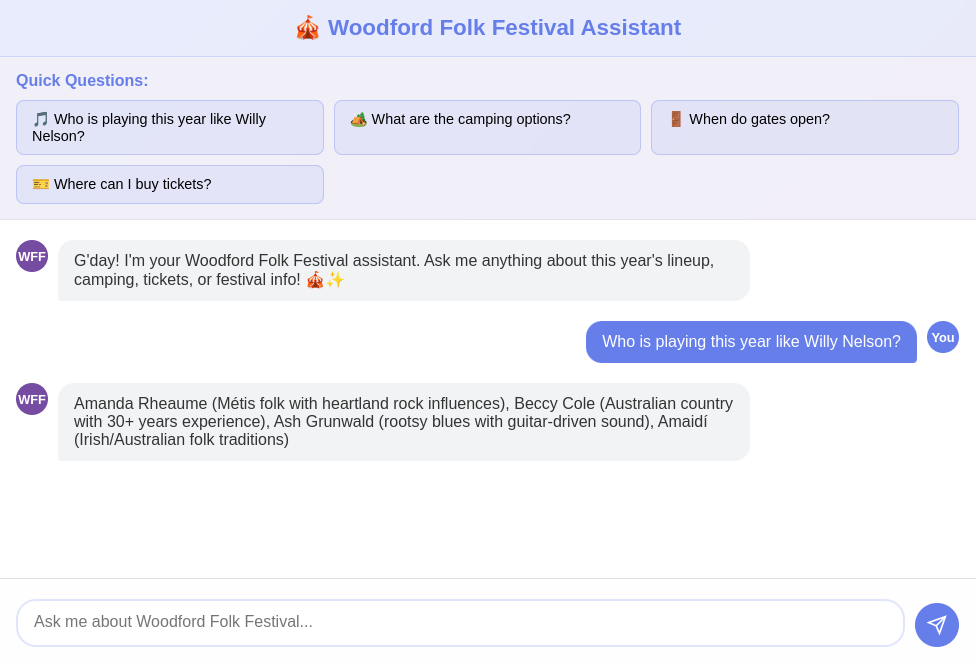 🎪 Woodford Folk Festival Assistant
Quick Questions:
🎵 Who is playing this year like Willy
Nelson?
🏕️ What are the camping options?
🚪 When do gates open?
🎫 Where can I buy tickets?
WFF
G'day! I'm your Woodford Folk Festival assistant. Ask me anything about this year's lineup,
camping, tickets, or festival info! 🎪✨
Who is playing this year like Willy Nelson?
You
WFF
Amanda Rheaume (Métis folk with heartland rock influences), Beccy Cole (Australian country
with 30+ years experience), Ash Grunwald (rootsy blues with guitar-driven sound), Amaidí
(Irish/Australian folk traditions)
Ask me about Woodford Folk Festival...